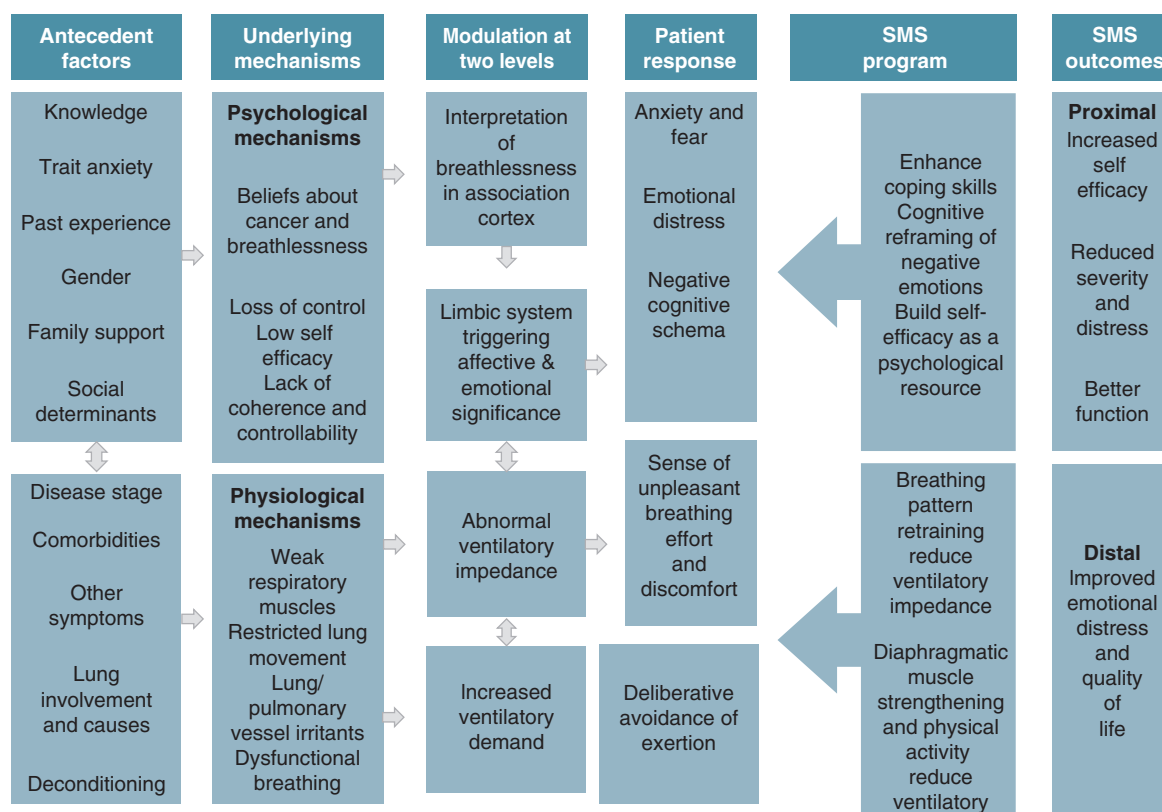 Antecedent
factors
Underlying
mechanisms
Modulation at
two levels
Patient
response
SMS
program
SMS
outcomes
Knowledge
Trait anxiety
Past experience
Gender
Family support
Social
determinants
Disease stage
Comorbidities
Other
symptoms
Lung
involvement
and causes
Deconditioning
Psychological
mechanisms
Beliefs about
cancer and
breathlessness
Loss of control
Low self
efficacy
Lack of
coherence and
controllability
Physiological
mechanisms
Weak
respiratory
muscles
Restricted lung
movement
Lung/
pulmonary
vessel irritants
Dysfunctional
breathing
Interpretation
of
breathlessness
in association
cortex
Limbic system
triggering
affective &
emotional
significance
Abnormal
ventilatory
impedance
Increased
ventilatory
demand
Anxiety and
fear
Emotional
distress
Negative
cognitive
schema
Sense of
unpleasant
breathing
effort
and
discomfort
Deliberative
avoidance of
exertion
Enhance
coping skills
Cognitive
reframing of
negative
emotions
Build self-
efficacy as a
psychological
resource
Breathing
pattern
retraining
reduce
ventilatory
impedance
Diaphragmatic
muscle
strengthening
and physical
activity
reduce
ventilatory
Proximal
Increased
self
efficacy
Reduced
severity
and
distress
Better
function
Distal
Improved
emotional
distress
and
quality
of
life